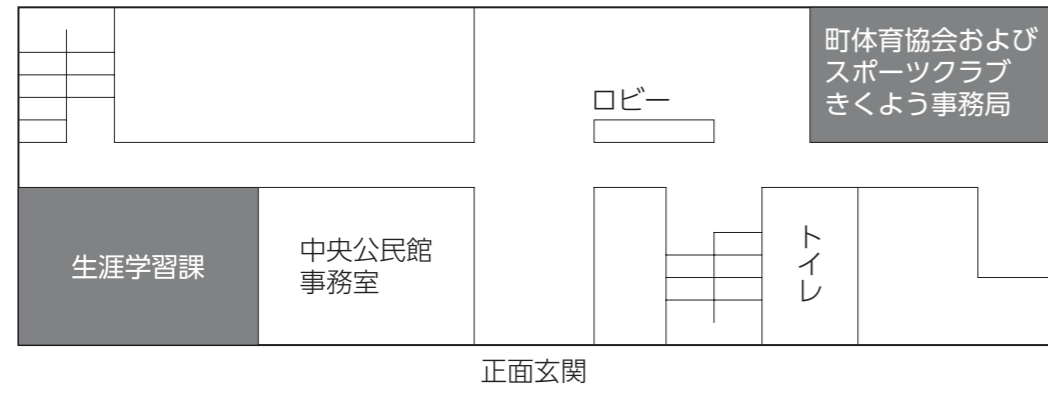 町体育協会および
スポーツクラブ
きくよう事務局
ロビー
生涯学習課
中央公民館
事務室
トイレ
正面玄関